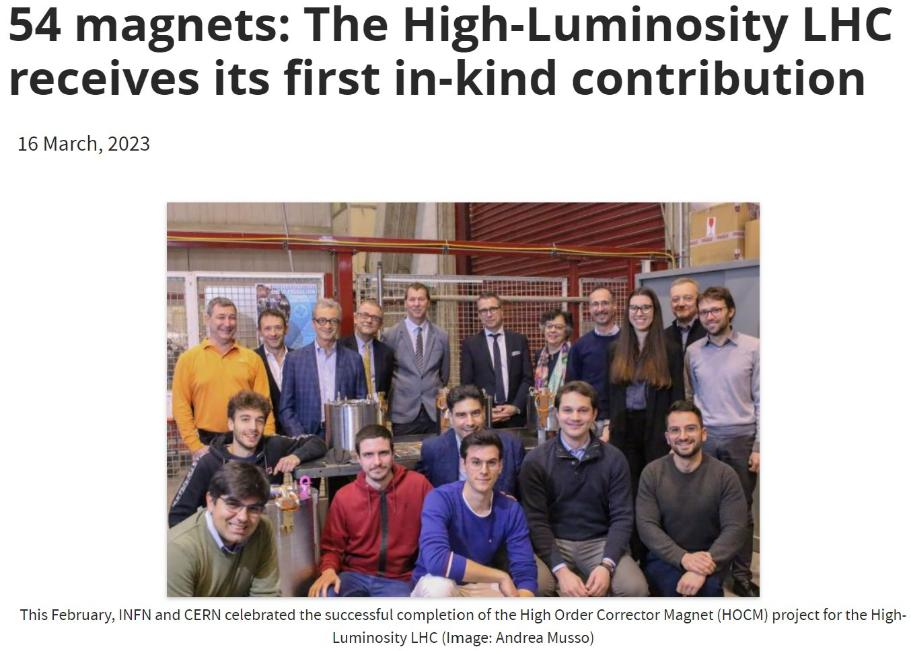 54 magnets: The High-Luminosity LHC
receives its first in-kind contribution
16 March, 2023
This February, INFN and CERN celebrated the successful completion of the High Order Corrector Magnet (HOCM) project for the High-
Luminosity LHC (Image: Andrea Musso)